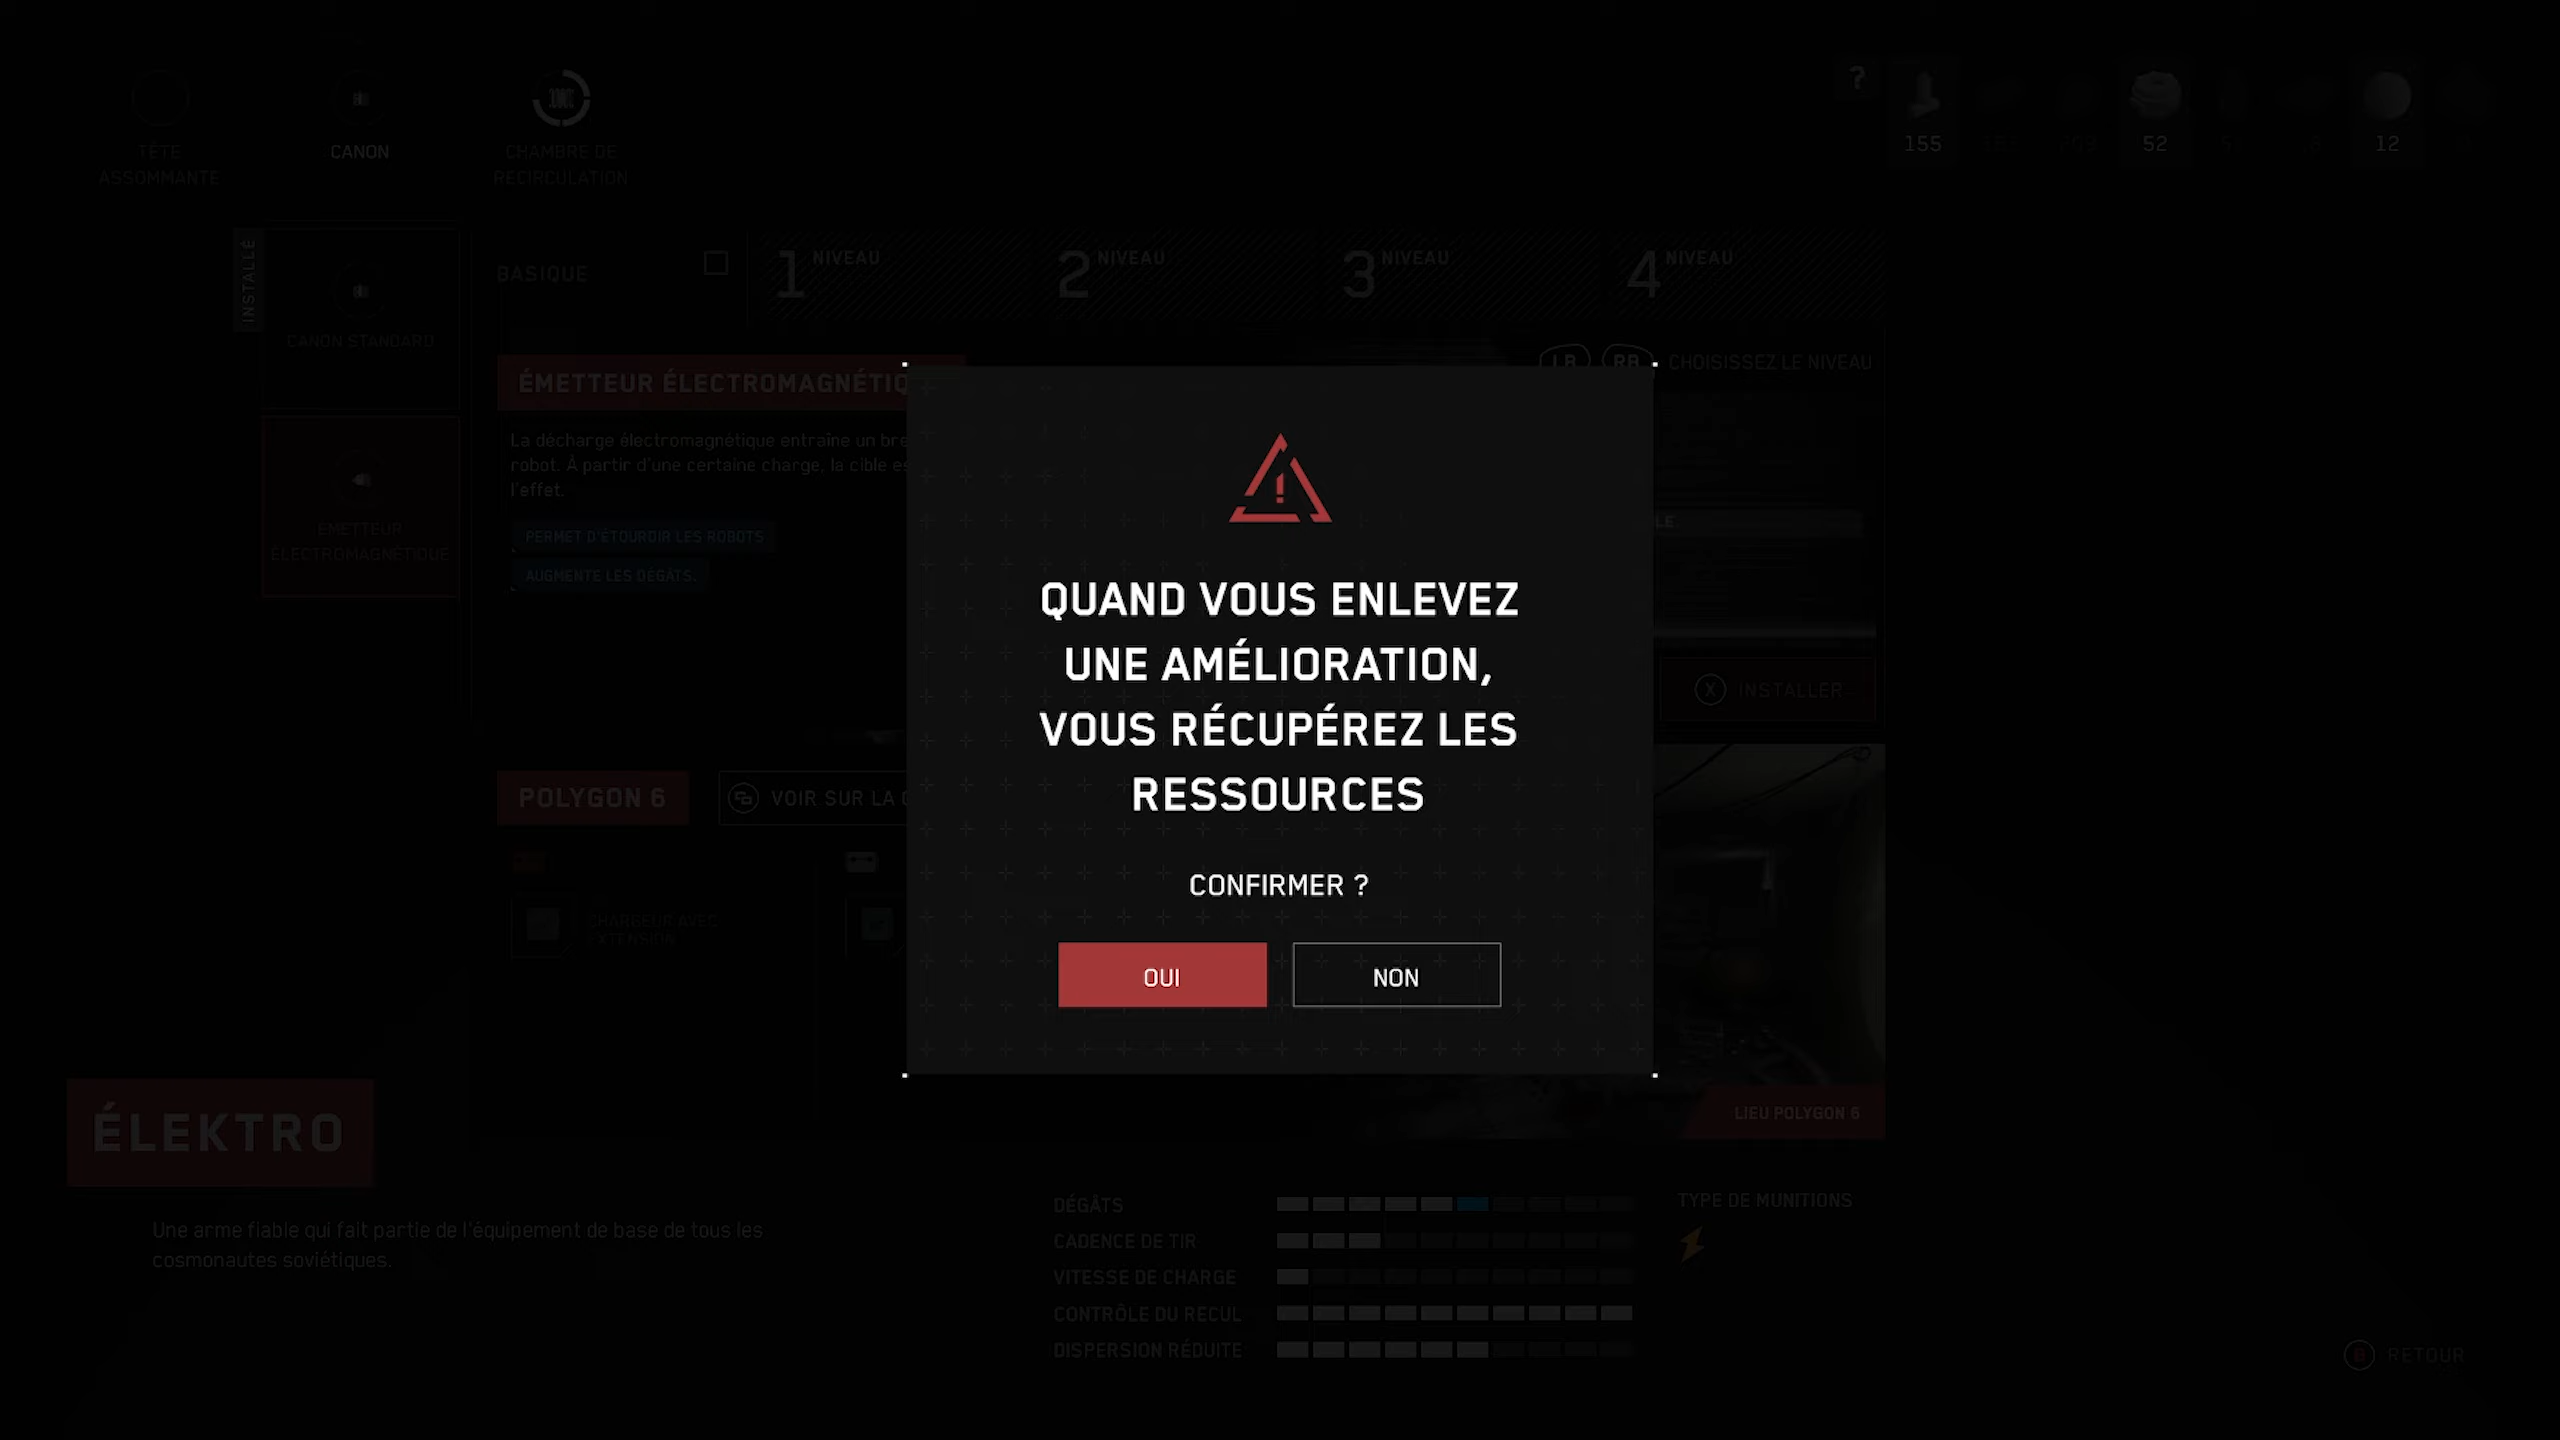 ?
155
52
12
TÊTE
ASSOMMANTE
CANON
CHAMBRE DE
RECIRCULATION
INSTALLÉ
CANON STANDARD
ÉMETTEUR
ÉLECTROMAGNÉTIQUE
BASIQUE
1 NIVEAU
2 NIVEAU
3 NIVEAU
4 NIVEAU
LB RB CHOISISSEZ LE NIVEAU
ÉMETTEUR ÉLECTROMAGNÉTIQ
La décharge électromagnétique entraîne un bre
robot. À partir d'une certaine charge, la cible es
l'effet.
PERMET D'ÉTOURDIR LES ROBOTS
AUGMENTE LES DÉGÂTS.
X INSTALLER
QUAND VOUS ENLEVEZ
UNE AMÉLIORATION,
VOUS RÉCUPÉREZ LES
RESSOURCES
CONFIRMER ?
OUI
NON
POLYGON 6
VOIR SUR LA C
CHARGEUR AVEC
EXTENSION
LIEU POLYGON 6
ÉLEKTRO
Une arme fiable qui fait partie de l'équipement de base de tous les
cosmonautes soviétiques.
DÉGÂTS
CADENCE DE TIR
VITESSE DE CHARGE
CONTRÔLE DU RECUL
DISPERSION RÉDUITE
TYPE DE MUNITIONS
B RETOUR